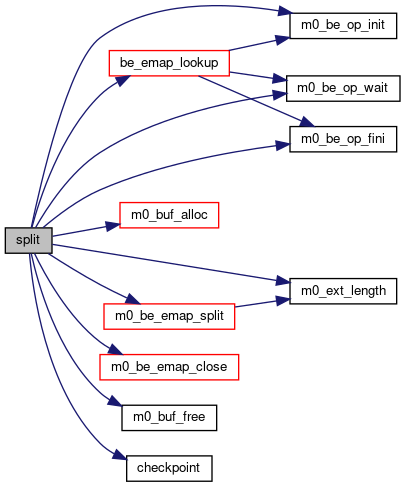 m0_be_op_init
be_emap_lookup
m0_be_op_wait
m0_be_op_fini
m0_buf_alloc
split
m0_ext_length
m0_be_emap_split
m0_be_emap_close
m0_buf_free
checkpoint